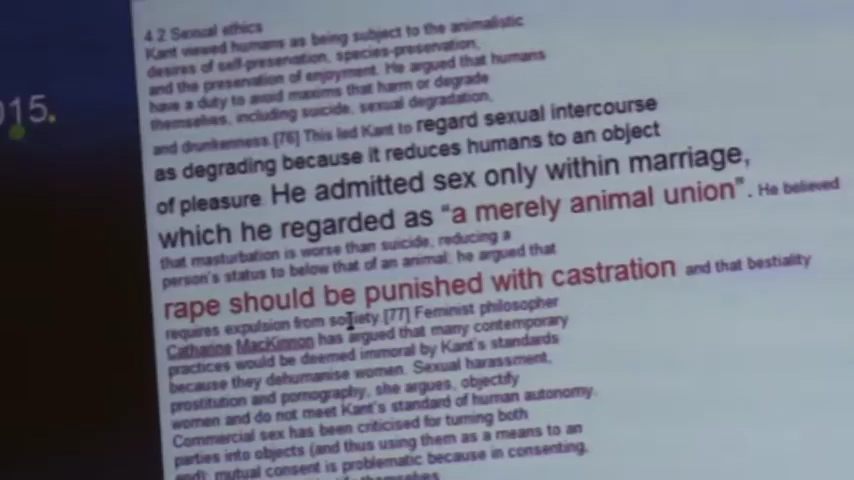 015.
4.2 Sexual ethics
Kant viewed humans as being subject to the animalistic
desires of self-preservation, species-preservation,
and the preservation of enjoyment. He argued that humans
have a duty to avoid maxims that harm or degrade
themselves, including suicide, sexual degradation,
and drunkenness.[76] This led Kant to regard sexual intercourse
as degrading because it reduces humans to an object
of pleasure. He admitted sex only within marriage,
which he regarded as “a merely animal union”. He believed
that masturbation is worse than suicide, reducing a
person's status to below that of an animal; he argued that
rape should be punished with castration and that bestiality
requires expulsion from society.[77] Feminist philosopher
Catharine MacKinnon has argued that many contemporary
practices would be deemed immoral by Kant's standards
because they dehumanise women. Sexual harassment,
prostitution and pornography, she argues, objectify
women and do not meet Kant's standard of human autonomy.
Commercial sex has been criticised for turning both
parties into objects (and thus using them as a means to an
end); mutual consent is problematic because in consenting,
themselves